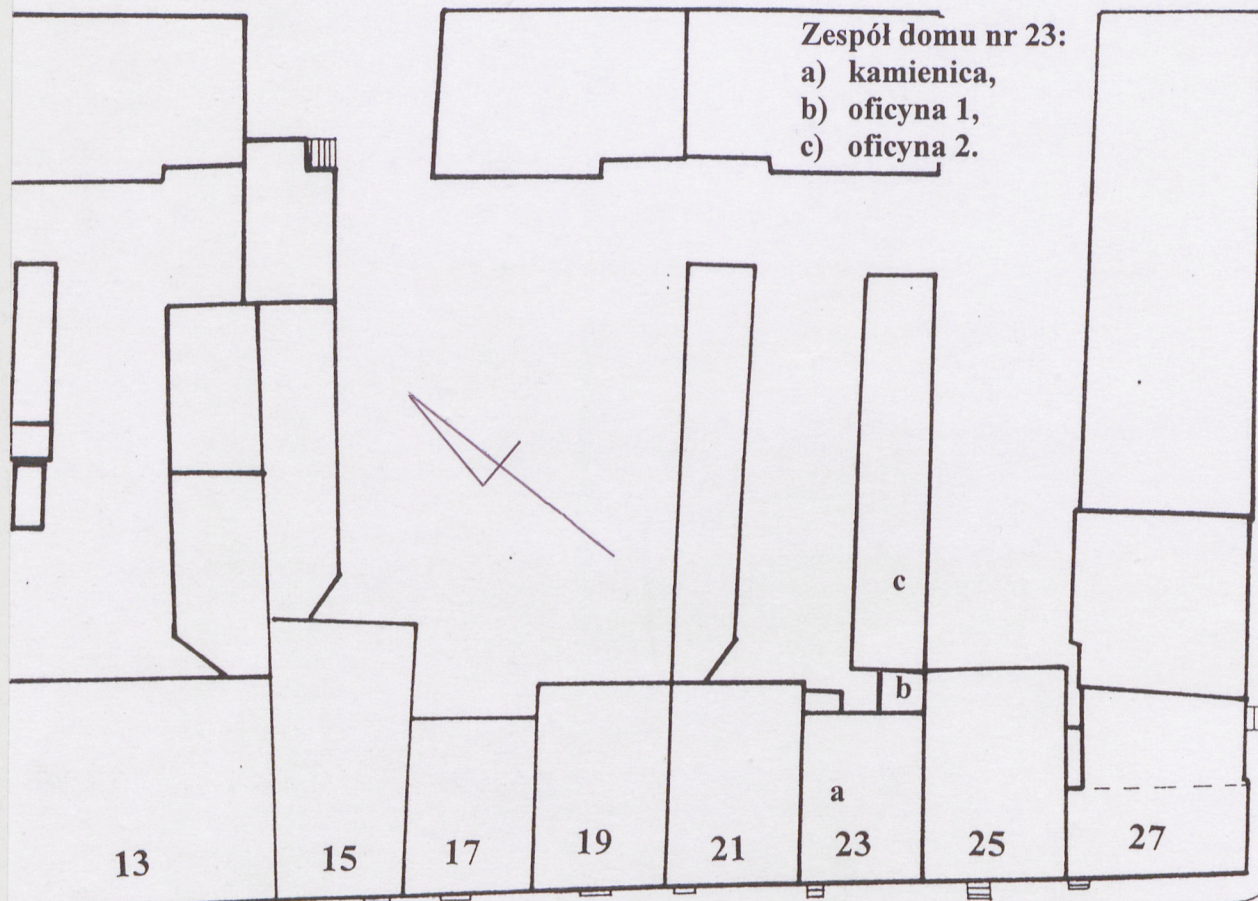 Zespół domu nr 23:
a) kamienica,
b) oficyna 1,
c) oficyna 2.
c
b
a
13 15 17 19 21 23 25 27